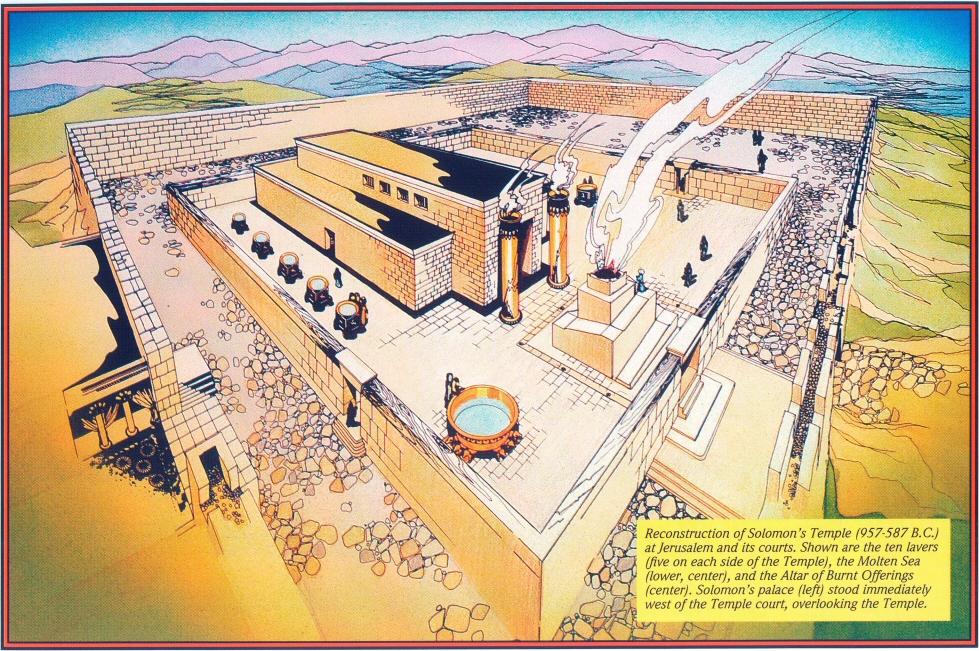 Reconstruction of Solomon's Temple (957-587 B.C.)
at Jerusalem and its courts. Shown are the ten lavers
(five on each side of the Temple), the Molten Sea
(lower, center), and the Altar of Burnt Offerings
(center). Solomon's palace (left) stood immediately
west of the Temple court, overlooking the Temple.